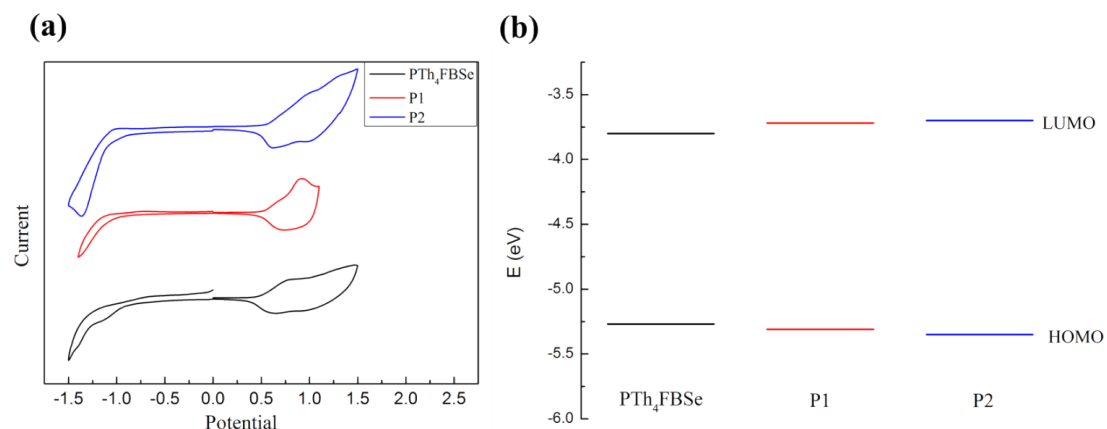 (a)
PTh₄FBSe
P1
P2
Current
-1.5 -1.0 -0.5 0.0 0.5 1.0 1.5 2.0 2.5
Potential
(b)
E (eV)
-3.5
-4.0
-4.5
-5.0
-5.5
-6.0
LUMO
HOMO
PTh₄FBSe P1 P2